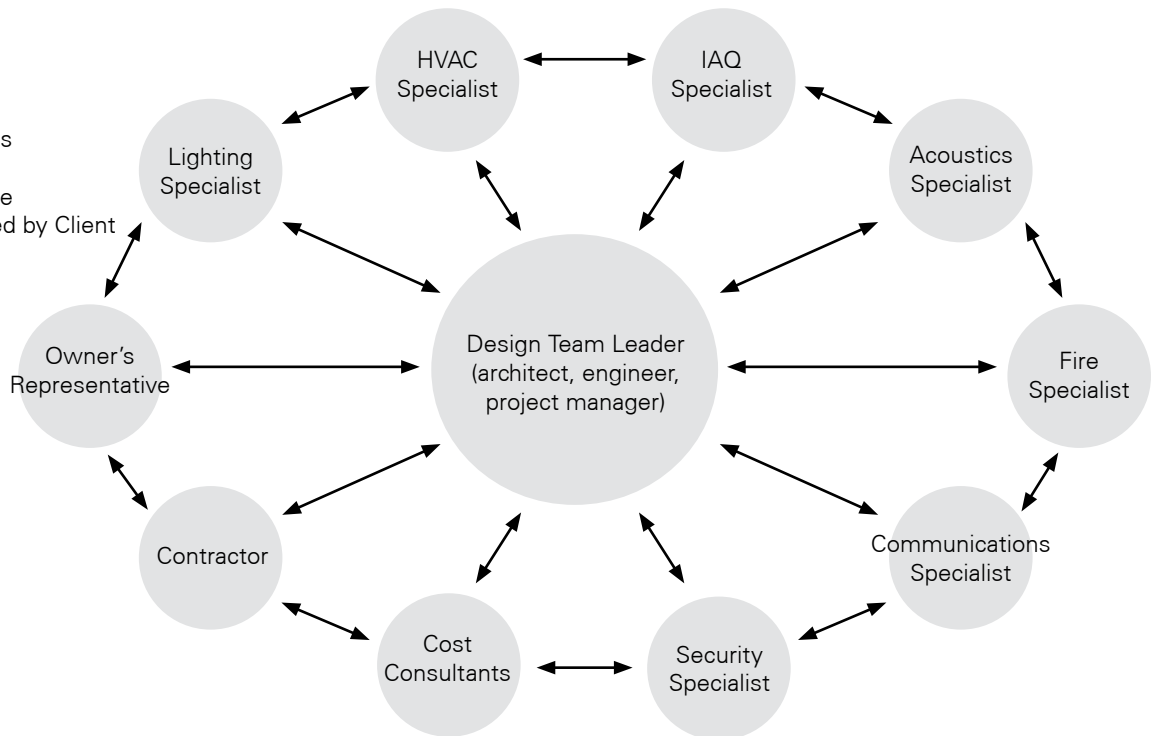 HVAC
Specialist
IAQ
Specialist
s
e
ed by Client
Lighting
Specialist
Acoustics
Specialist
Owner’s
Representative
Design Team Leader
(architect, engineer,
project manager)
Fire
Specialist
Contractor
Communications
Specialist
Cost
Consultants
Security
Specialist